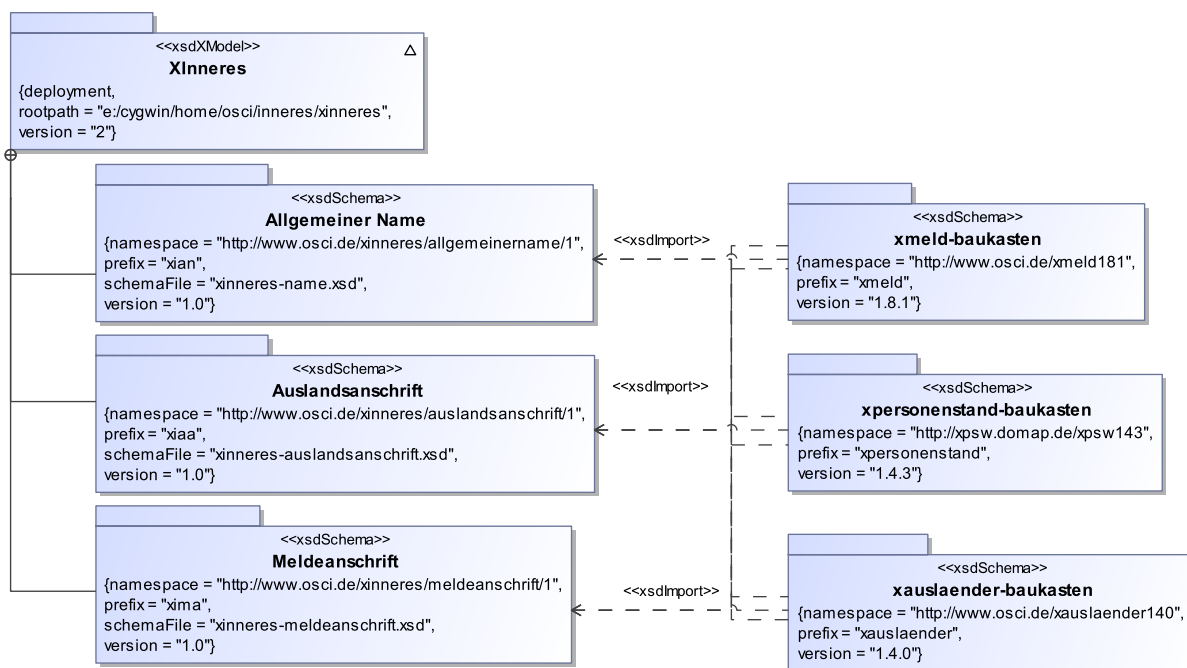 <<xsdXModel>>
XInneres
{deployment,
rootpath = "e:/cygwin/home/osci/inneres/xinneres",
version = "2"}
<<xsdSchema>>
Allgemeiner Name
{namespace = "http://www.osci.de/xinneres/allgemeinername/1",
prefix = "xian",
schemaFile = "xinneres-name.xsd",
version = "1.0"}
<<xsdImport>>
<<xsdSchema>>
xmeld-baukasten
{namespace = "http://www.osci.de/xmeld181",
prefix = "xmeld",
version = "1.8.1"}
<<xsdSchema>>
Auslandsanschrift
{namespace = "http://www.osci.de/xinneres/auslandsanschrift/1",
prefix = "xiaa",
schemaFile = "xinneres-auslandsanschrift.xsd",
version = "1.0"}
<<xsdImport>>
<<xsdSchema>>
xpersonenstand-baukasten
{namespace = "http://xpsw.domap.de/xpsw143",
prefix = "xpersonenstand",
version = "1.4.3"}
<<xsdSchema>>
Meldeanschrift
{namespace = "http://www.osci.de/xinneres/meldeanschrift/1",
prefix = "xima",
schemaFile = "xinneres-meldeanschrift.xsd",
version = "1.0"}
<<xsdImport>>
<<xsdSchema>>
xauslaender-baukasten
{namespace = "http://www.osci.de/xauslaender140",
prefix = "xauslaender",
version = "1.4.0"}